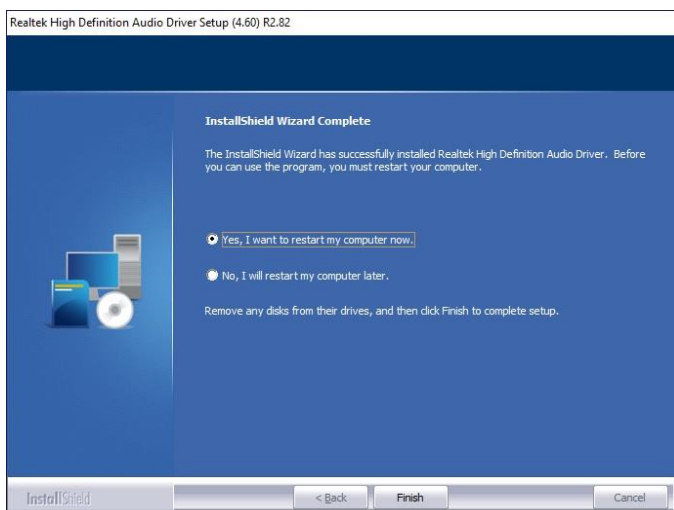 Realtek High Definition Audio Driver Setup (4.60) R2.82
InstallShield Wizard Complete
The InstallShield Wizard has successfully installed Realtek High Definition Audio Driver. Before
you can use the program, you must restart your computer.
Yes, I want to restart my computer now.
No, I will restart my computer later.
Remove any disks from their drives, and then click Finish to complete setup.
InstallShield
< Back
Finish
Cancel